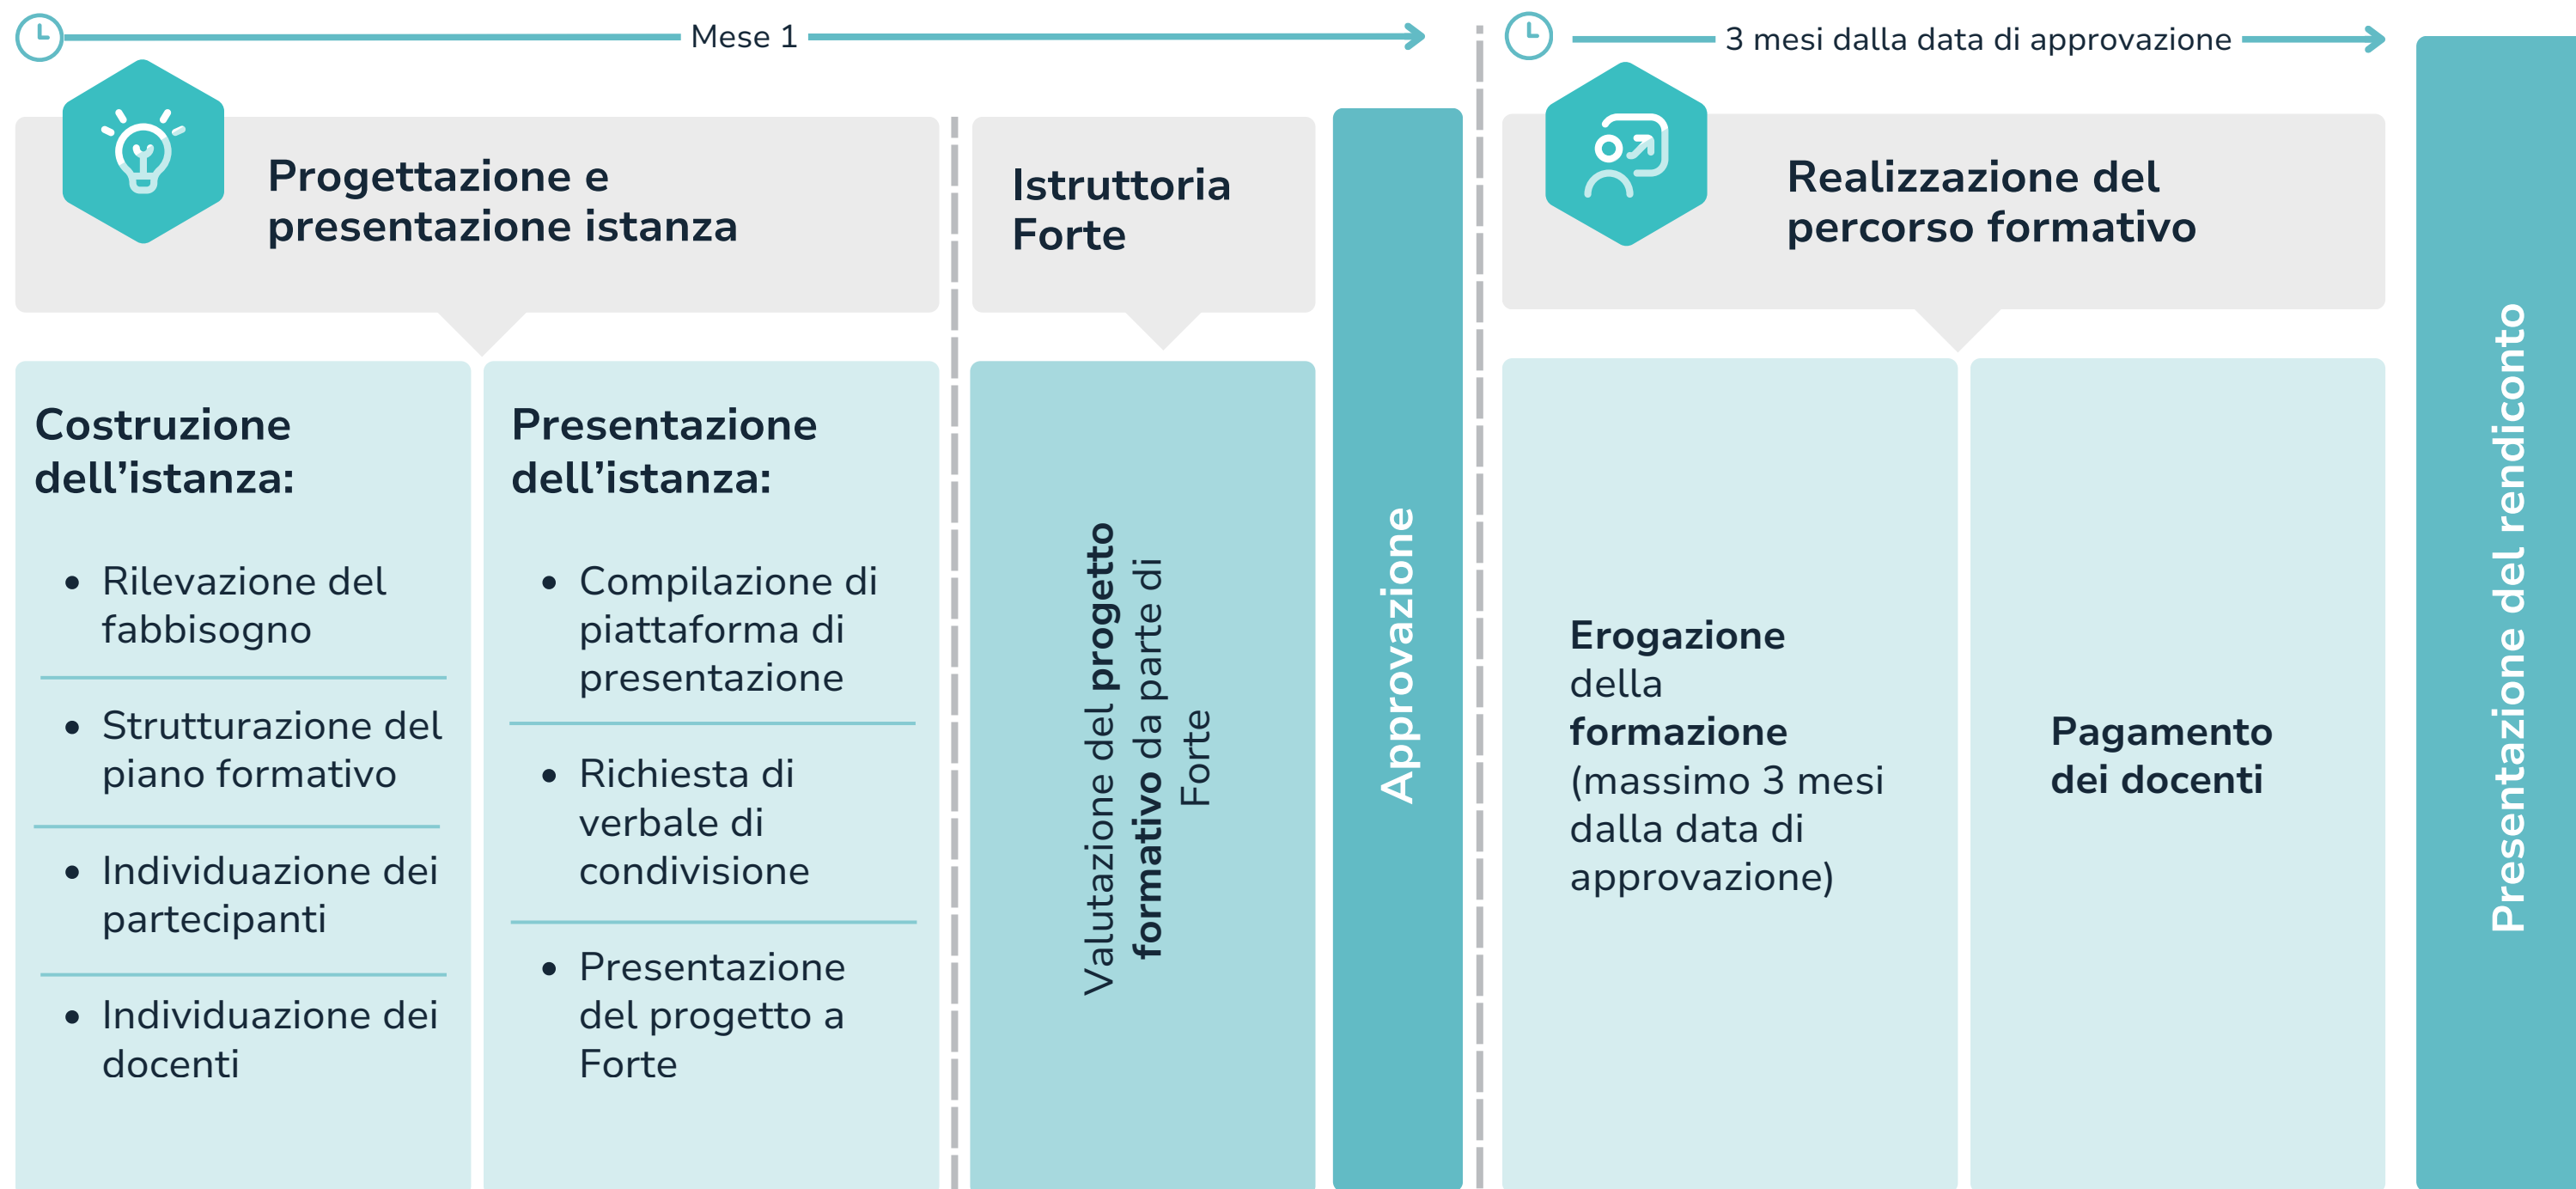 Mese 1
3 mesi dalla data di approvazione
Progettazione e
presentazione istanza
Istruttoria
Forte
Realizzazione del
percorso formativo
Costruzione
dell’istanza:
• Rilevazione del
fabbisogno
• Strutturazione del
piano formativo
• Individuazione dei
partecipanti
• Individuazione dei
docenti
Presentazione
dell’istanza:
• Compilazione di
piattaforma di
presentazione
• Richiesta di
verbale di
condivisione
• Presentazione
del progetto a
Forte
Valutazione del progetto
formativo da parte di
Forte
Approvazione
Erogazione
della
formazione
(massimo 3 mesi
dalla data di
approvazione)
Pagamento
dei docenti
Presentazione del rendiconto